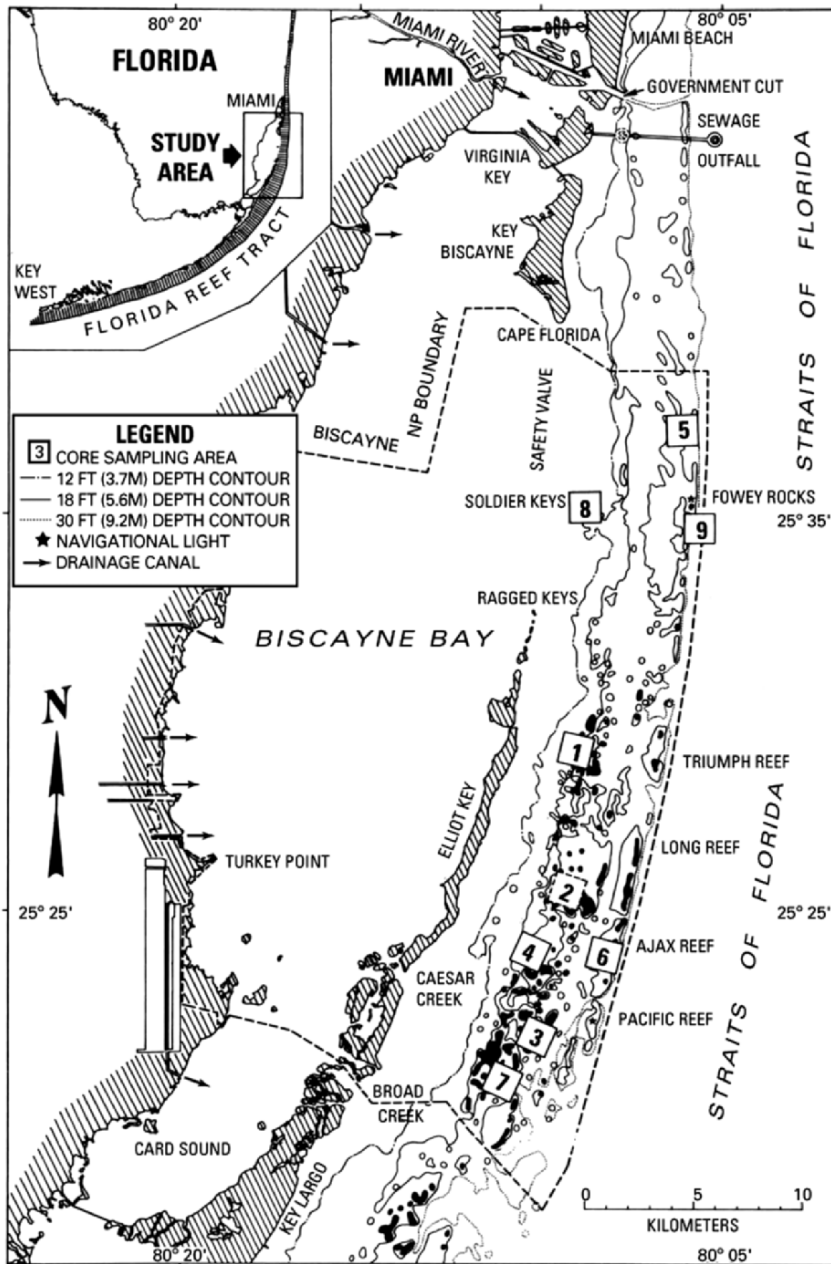 80° 20'
80° 05'
FLORIDA
MIAMI
STUDY
AREA
KEY
WEST
FLORIDA REEF TRACT
MIAMI
MIAMI RIVER
MIAMI BEACH
GOVERNMENT CUT
SEWAGE
OUTFALL
VIRGINIA
KEY
KEY
BISCAYNE
CAPE FLORIDA
STRAITS OF FLORIDA
BISCAYNE
NP BOUNDARY
SAFETY VALVE
LEGEND
3 CORE SAMPLING AREA
12 FT (3.7M) DEPTH CONTOUR
18 FT (5.6M) DEPTH CONTOUR
30 FT (9.2M) DEPTH CONTOUR
NAVIGATIONAL LIGHT
DRAINAGE CANAL
5
SOLDIER KEYS
8
FOWEY ROCKS
9
25° 35'
RAGGED KEYS
BISCAYNE BAY
N
1
TRIUMPH REEF
ELLIOT KEY
LONG REEF
TURKEY POINT
2
25° 25'
25° 25'
4
6
AJAX REEF
CAESAR
CREEK
PACIFIC REEF
3
7
STRAITS OF FLORIDA
BROAD
CREEK
CARD SOUND
KEY LARGO
0 5 10
KILOMETERS
80° 20'
80° 05'